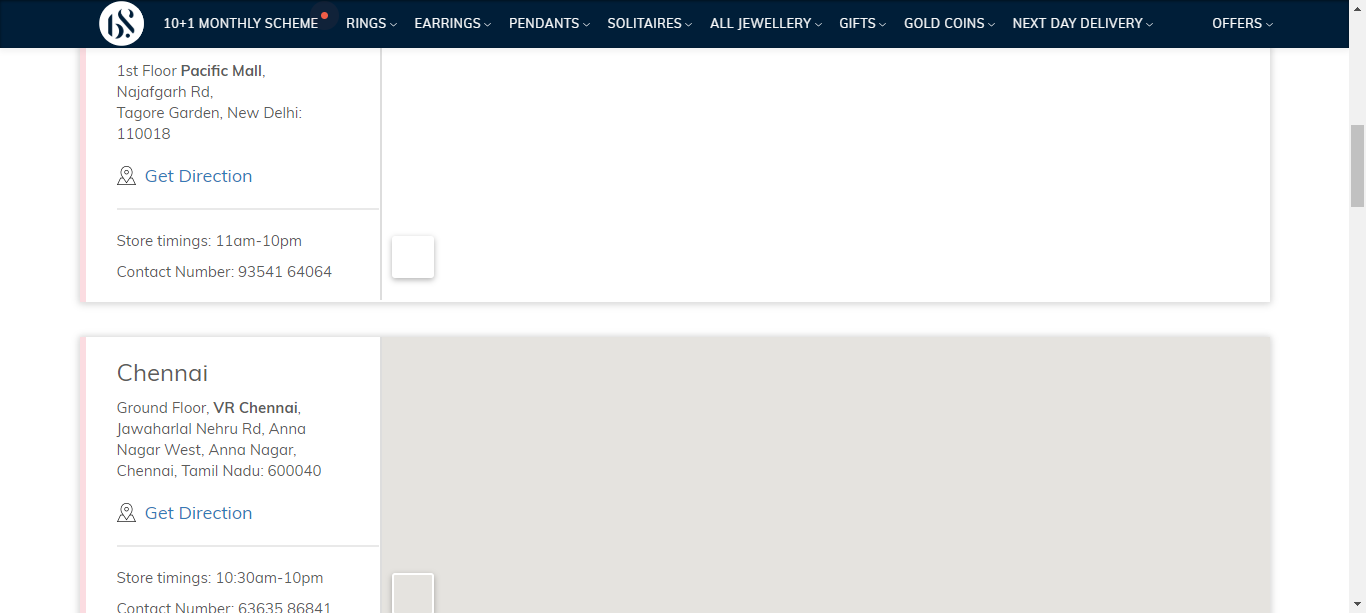 10+1 MONTHLY SCHEME RINGS EARRINGS PENDANTS SOLITAIRES ALL JEWELLERY GIFTS GOLD COINS NEXT DAY DELIVERY OFFERS
1st Floor Pacific Mall,
Najafgarh Rd,
Tagore Garden, New Delhi:
110018
Get Direction
Store timings: 11am-10pm
Contact Number: 93541 64064
Chennai
Ground Floor, VR Chennai,
Jawaharlal Nehru Rd, Anna
Nagar West, Anna Nagar,
Chennai, Tamil Nadu: 600040
Get Direction
Store timings: 10:30am-10pm
Contact Number: 63635 86841